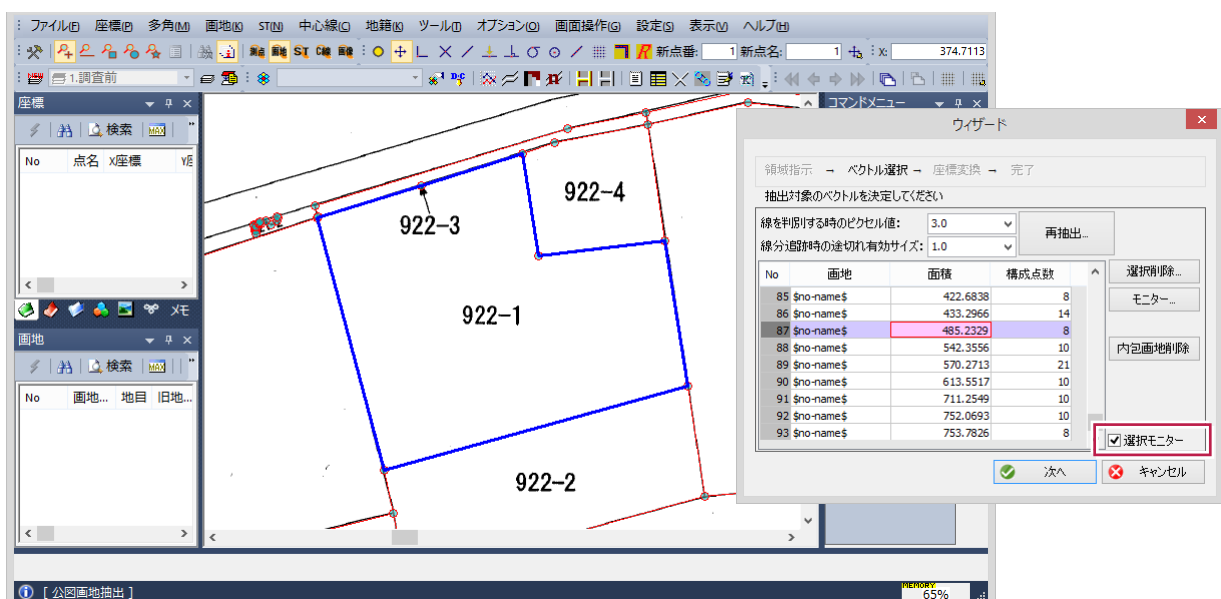 ファイル(F) 座標(P) 多角(M) 画地(K) ST(N) 中心線(C) 地籍(K) ツール(T) オプション(O) 画面操作(G) 設定(S) 表示(V) ヘルプ(H)
新点番: 1 新点名: 1 X: 374.7113
1.調査前
座標
検索 MAX
No 点名 X座標
コマンドメニュー
922-4
922-3
922-1
922-2
メモ
画地
検索 MAX
No 画地... 地目 旧地...
ウィザード
領域指示 → ベクトル選択 → 座標変換 → 完了
抽出対象のベクトルを決定してください
線を判別する時のピクセル値: 3.0
再抽出...
線分追跡時の途切れ有効サイズ: 1.0
No 画地 面積 構成点数
選択削除...
85 $no-name$ 422.6838 8
モニター...
86 $no-name$ 433.2966 14
87 $no-name$ 485.2329 8
88 $no-name$ 542.3556 10
内包画地削除
89 $no-name$ 570.2713 21
90 $no-name$ 613.5517 10
91 $no-name$ 711.2549 10
92 $no-name$ 752.0693 10
93 $no-name$ 753.7826 8
選択モニター
次へ
キャンセル
[ 公図画地抽出 ]
MEMORY
65%